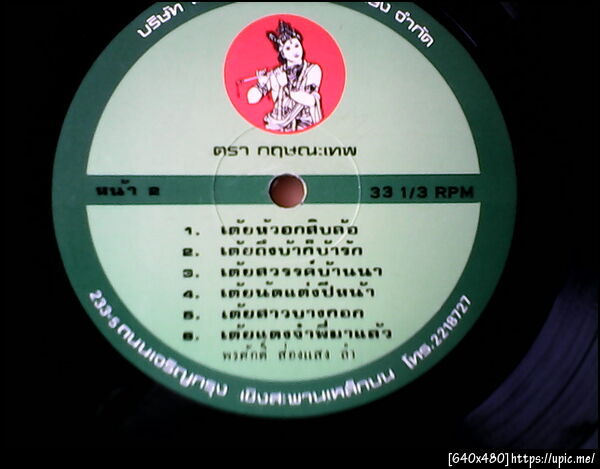 บริษัท
จำกัด
ตรา กฤษณะเทพ
หน้า ๒
33 1/3 RPM
1. เต้ยหัวอกสิบล้อ
2. เต้ยถึงบ้าก็บ้ารัก
3. เต้ยสวรรค์บ้านนา
4. เต้ยนัดแต่งปีหน้า
5. เต้ยสาวบางกอก
6. เต้ยแตงจ๋าพี่มาแล้ว
พรศักดิ์ ส่องแสง
233-5 ถนนเจริญกรุง เชิงสะพานเหล็กบน โทร.2218727
[640x480]https://upic.me/